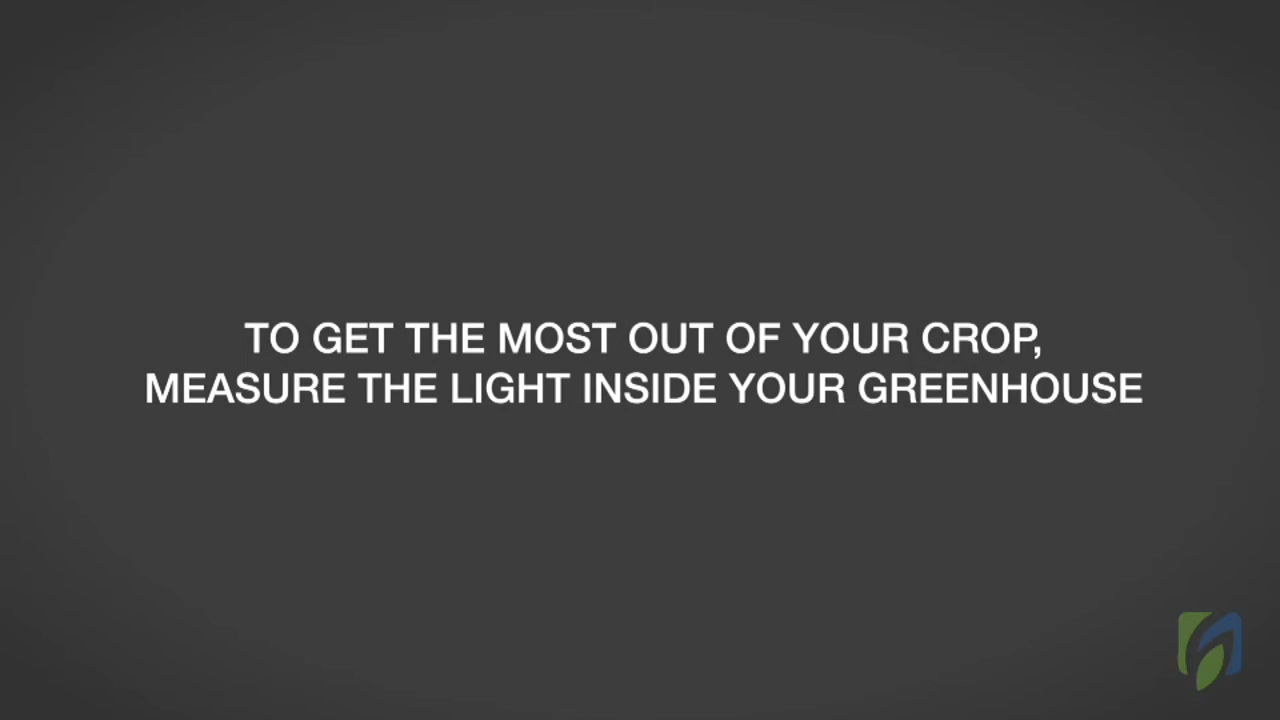 TO GET THE MOST OUT OF YOUR CROP,
MEASURE THE LIGHT INSIDE YOUR GREENHOUSE